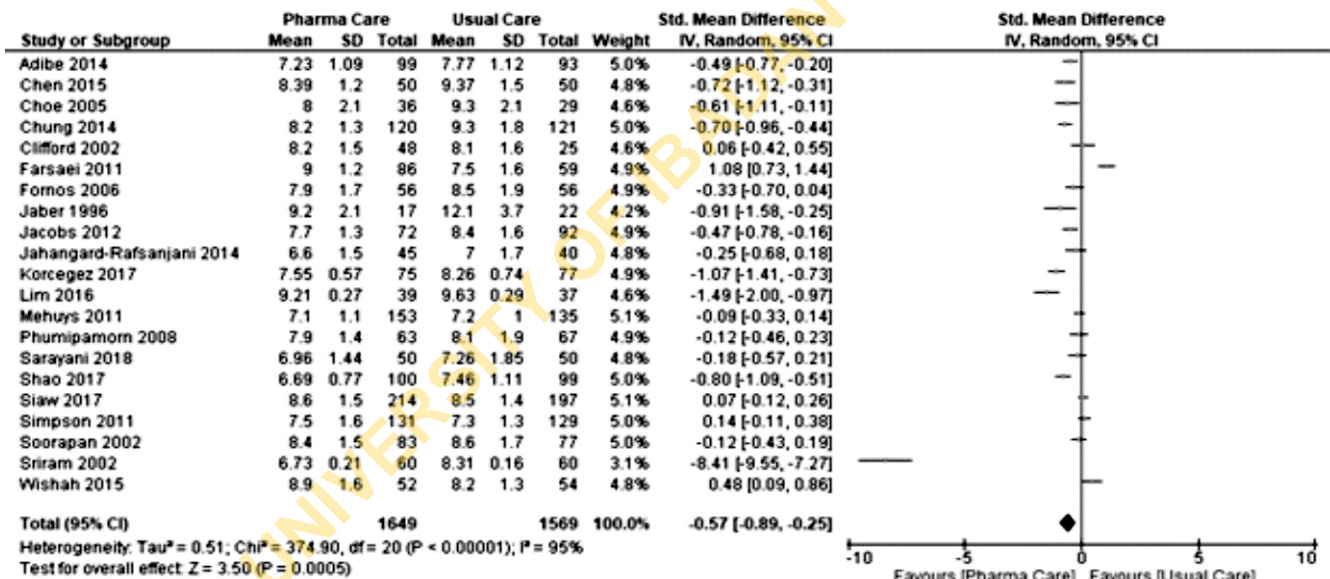 Pharma Care Usual Care Std. Mean Difference Std. Mean Difference
Study or Subgroup Mean SD Total Mean SD Total Weight IV, Random, 95% CI IV, Random, 95% CI
Adibe 2014 7.23 1.09 99 7.77 1.12 93 5.0% -0.49 [-0.77, -0.20]
Chen 2015 8.39 1.2 50 9.37 1.5 50 4.8% -0.72 [-1.12, -0.31]
Choe 2005 8 2.1 36 9.3 2.1 29 4.6% -0.61 [-1.11, -0.11]
Chung 2014 8.2 1.3 120 9.3 1.8 121 5.0% -0.70 [-0.96, -0.44]
Clifford 2002 8.2 1.5 48 8.1 1.6 25 4.6% 0.06 [-0.42, 0.55]
Farsaei 2011 9 1.2 86 7.5 1.6 59 4.9% 1.08 [0.73, 1.44]
Fornos 2006 7.9 1.7 56 8.5 1.9 56 4.9% -0.33 [-0.70, 0.04]
Jaber 1996 9.2 2.1 17 12.1 3.7 22 4.2% -0.91 [-1.58, -0.25]
Jacobs 2012 7.7 1.3 72 8.4 1.6 92 5.0% -0.47 [-0.78, -0.16]
Jahangard-Rafsanjani 2014 6.6 1.5 45 7 1.7 40 4.8% -0.25 [-0.68, 0.18]
Korcegez 2017 7.55 0.57 75 8.26 0.74 77 4.9% -1.07 [-1.41, -0.73]
Lim 2016 9.21 0.27 39 9.63 0.29 37 4.6% -1.49 [-2.00, -0.97]
Mehuys 2011 7.1 1.1 153 7.2 1 135 5.1% -0.09 [-0.33, 0.14]
Phumipamorn 2008 7.9 1.4 63 8.1 1.9 67 4.9% -0.12 [-0.46, 0.23]
Sarayani 2018 6.96 1.44 50 7.26 1.85 50 4.8% -0.18 [-0.57, 0.21]
Shao 2017 6.69 0.77 100 7.46 1.11 99 5.0% -0.80 [-1.09, -0.51]
Siaw 2017 8.6 1.5 214 8.5 1.4 197 5.1% 0.07 [-0.12, 0.26]
Simpson 2011 7.5 1.6 131 7.3 1.3 129 5.0% 0.14 [-0.11, 0.38]
Soorapan 2002 8.4 1.5 83 8.6 1.7 77 5.0% -0.12 [-0.43, 0.19]
Sriram 2002 6.73 0.21 60 8.31 0.16 60 3.1% -8.41 [-9.55, -7.27]
Wishah 2015 8.9 1.6 52 8.2 1.3 54 4.8% 0.48 [0.09, 0.86]
Total (95% CI) 1649 1569 100.0% -0.57 [-0.89, -0.25]
Heterogeneity: Tau² = 0.51; Chi² = 374.90, df = 20 (P < 0.00001); I² = 95%
Test for overall effect: Z = 3.50 (P = 0.0005)
-10 -5 0 5 10
Favours [Pharma Care] Favours [Usual Care]
UNIVERSITY OF IBADAN